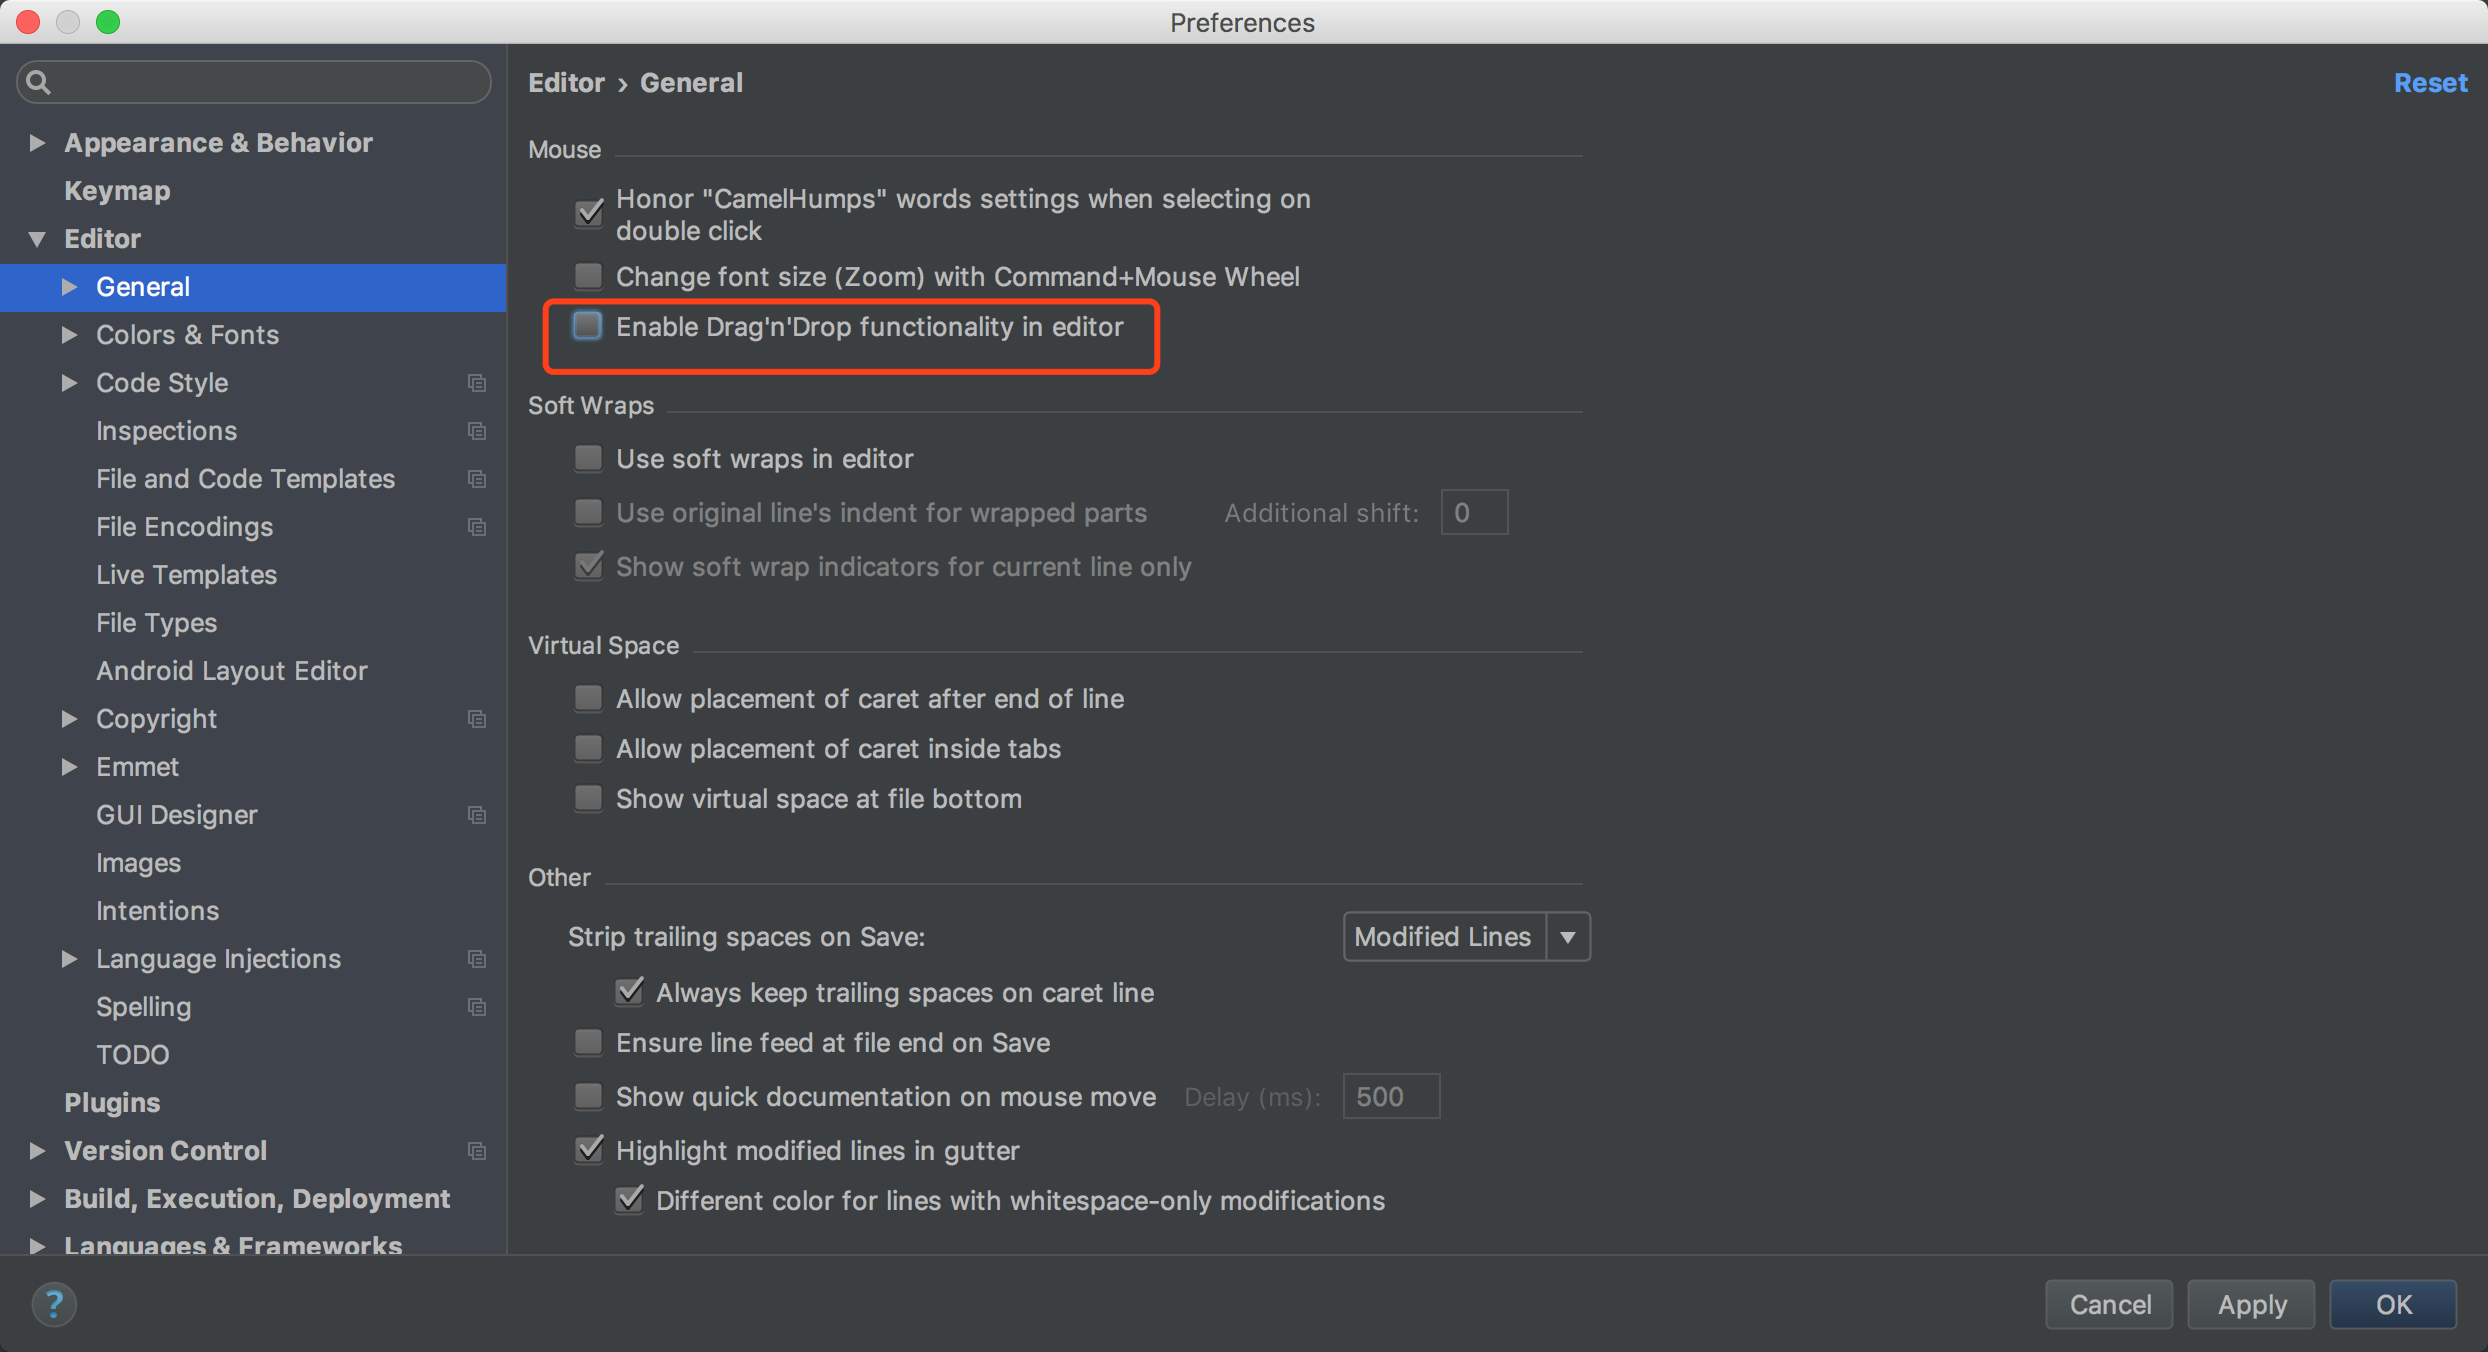 Preferences
Appearance & Behavior
Keymap
Editor
General
Colors & Fonts
Code Style
Inspections
File and Code Templates
File Encodings
Live Templates
File Types
Android Layout Editor
Copyright
Emmet
GUI Designer
Images
Intentions
Language Injections
Spelling
TODO
Plugins
Version Control
Build, Execution, Deployment
Languages & Frameworks
Editor › General
Reset
Mouse
Honor "CamelHumps" words settings when selecting on
double click
Change font size (Zoom) with Command+Mouse Wheel
Enable Drag'n'Drop functionality in editor
Soft Wraps
Use soft wraps in editor
Use original line's indent for wrapped parts Additional shift: 0
Show soft wrap indicators for current line only
Virtual Space
Allow placement of caret after end of line
Allow placement of caret inside tabs
Show virtual space at file bottom
Other
Strip trailing spaces on Save: Modified Lines
Always keep trailing spaces on caret line
Ensure line feed at file end on Save
Show quick documentation on mouse move Delay (ms): 500
Highlight modified lines in gutter
Different color for lines with whitespace-only modifications
?
Cancel Apply OK